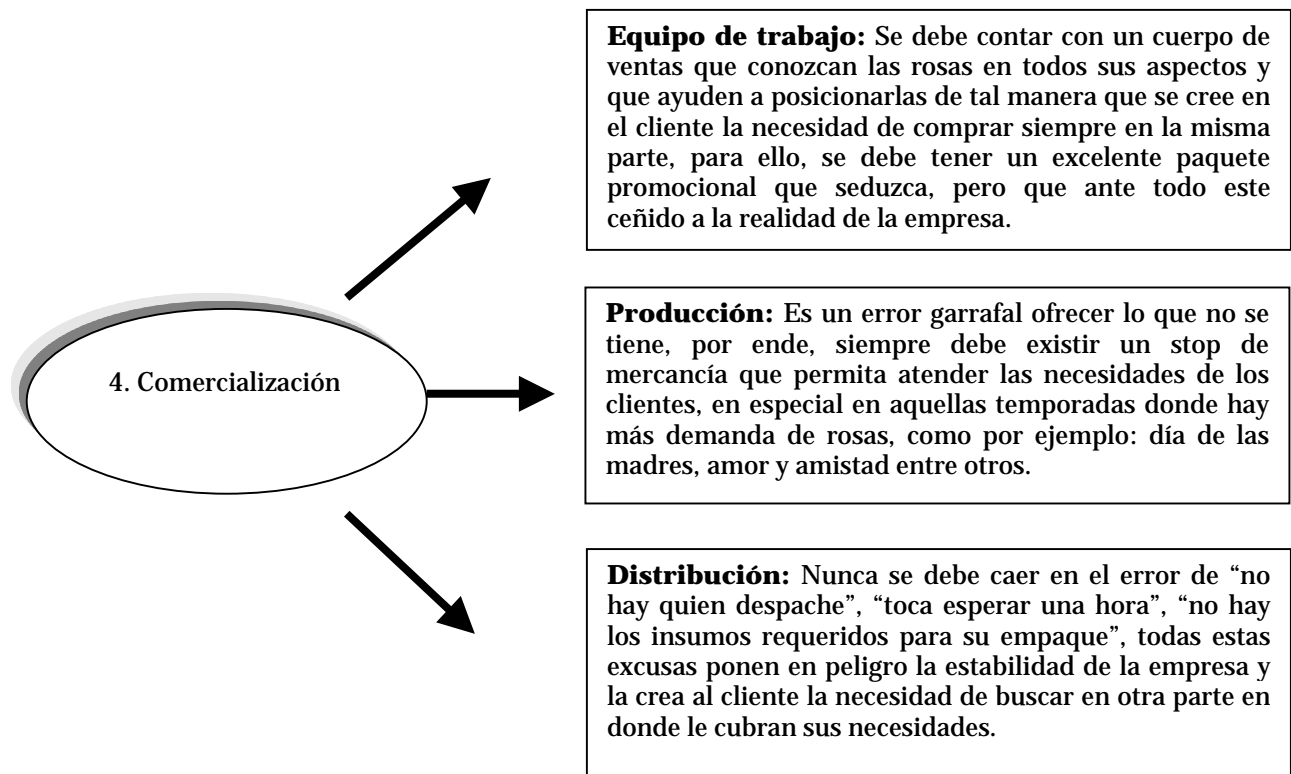 Equipo de trabajo: Se debe contar con un cuerpo de
ventas que conozcan las rosas en todos sus aspectos y
que ayuden a posicionarlas de tal manera que se cree en
el cliente la necesidad de comprar siempre en la misma
parte, para ello, se debe tener un excelente paquete
promocional que seduzca, pero que ante todo este
ceñido a la realidad de la empresa.
4. Comercialización
Producción: Es un error garrafal ofrecer lo que no se
tiene, por ende, siempre debe existir un stop de
mercancía que permita atender las necesidades de los
clientes, en especial en aquellas temporadas donde hay
más demanda de rosas, como por ejemplo: día de las
madres, amor y amistad entre otros.
Distribución: Nunca se debe caer en el error de “no
hay quien despache”, “toca esperar una hora”, “no hay
los insumos requeridos para su empaque”, todas estas
excusas ponen en peligro la estabilidad de la empresa y
la crea al cliente la necesidad de buscar en otra parte en
donde le cubran sus necesidades.